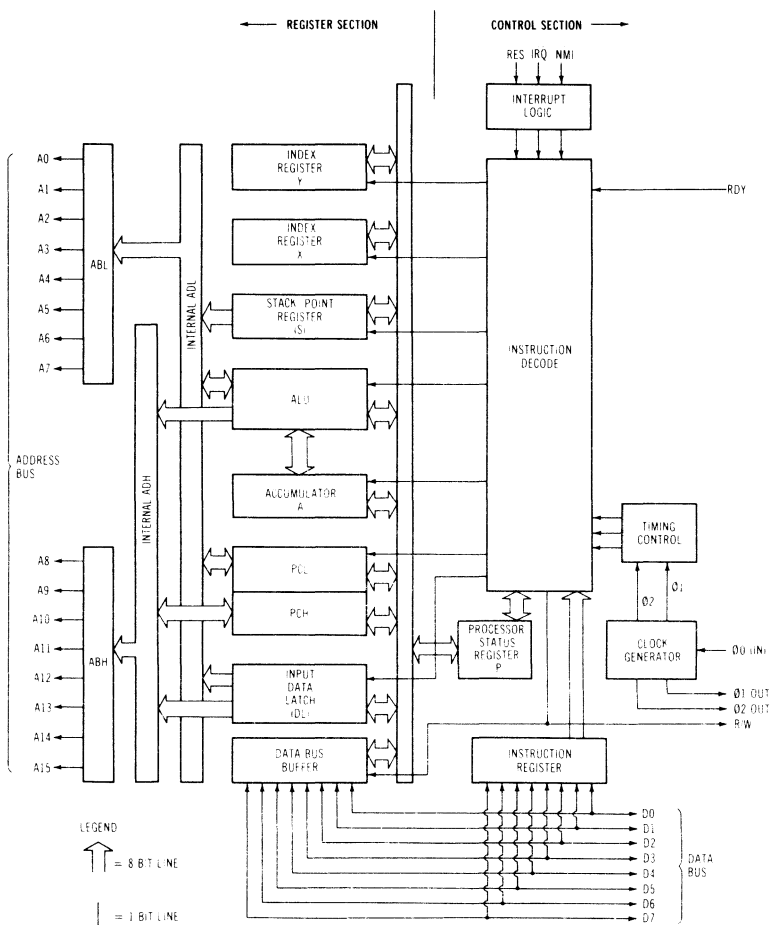 REGISTER SECTION
CONTROL SECTION
RES IRQ NMI
INTERRUPT
LOGIC
RDY
A0
A1
A2
A3
A4
A5
A6
A7
ABL
INTERNAL ADL
INTERNAL ADH
INDEX
REGISTER
Y
INDEX
REGISTER
X
STACK POINT
REGISTER
(S)
ALU
ACCUMULATOR
A
PCL
PCH
INPUT
DATA
LATCH
(DL)
DATA BUS
BUFFER
INSTRUCTION
DECODE
TIMING
CONTROL
Ø2
Ø1
CLOCK
GENERATOR
Ø0 (IN)
Ø1 OUT
Ø2 OUT
R/W
PROCESSOR
STATUS
REGISTER
P
INSTRUCTION
REGISTER
ADDRESS
BUS
A8
A9
A10
A11
A12
A13
A14
A15
ABH
D0
D1
D2
D3
D4
D5
D6
D7
DATA
BUS
LEGEND
= 8 BIT LINE
= 1 BIT LINE